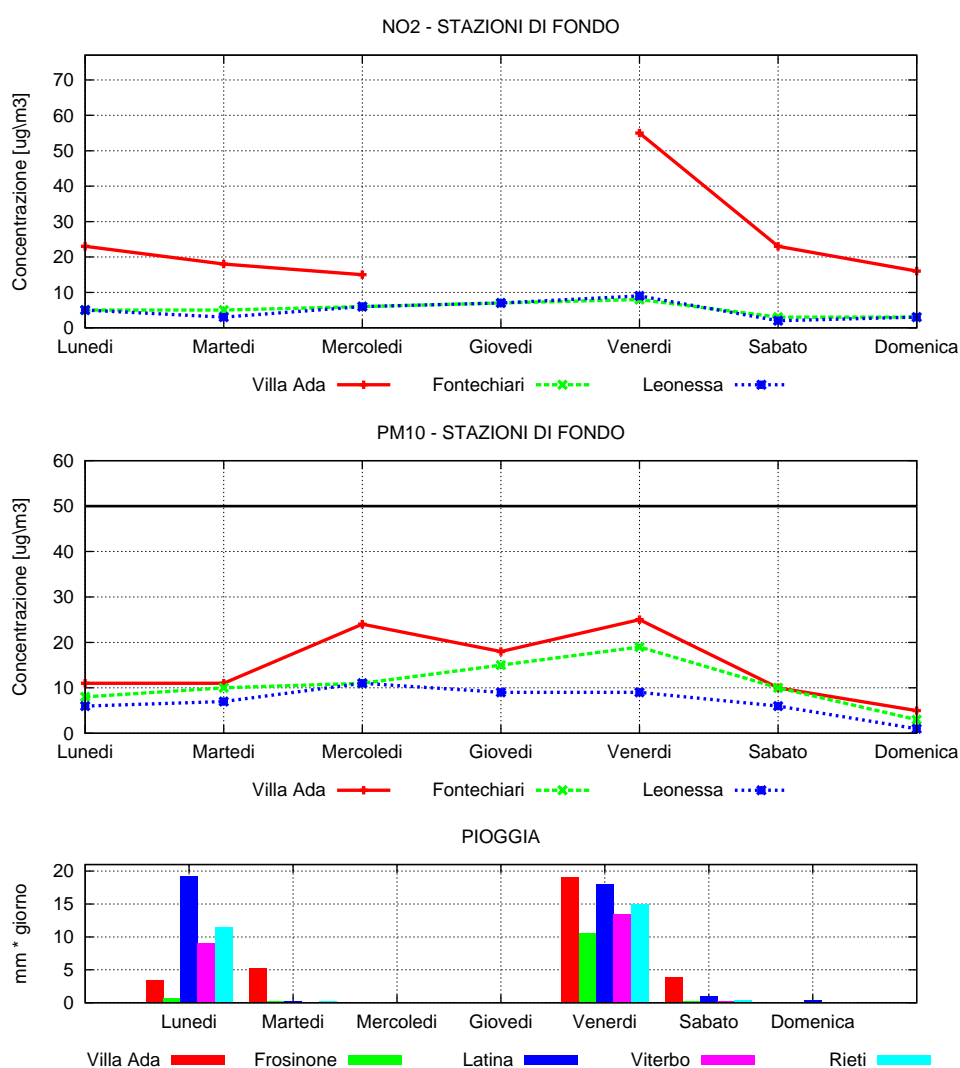 NO2 - STAZIONI DI FONDO
Concentrazione [ug\m3]
70
60
50
40
30
20
10
0
Lunedi Martedi Mercoledi Giovedi Venerdi Sabato Domenica
Villa Ada Fontechiari Leonessa
PM10 - STAZIONI DI FONDO
Concentrazione [ug\m3]
60
50
40
30
20
10
0
Lunedi Martedi Mercoledi Giovedi Venerdi Sabato Domenica
Villa Ada Fontechiari Leonessa
PIOGGIA
mm * giorno
20
15
10
5
0
Lunedi Martedi Mercoledi Giovedi Venerdi Sabato Domenica
Villa Ada Frosinone Latina Viterbo Rieti